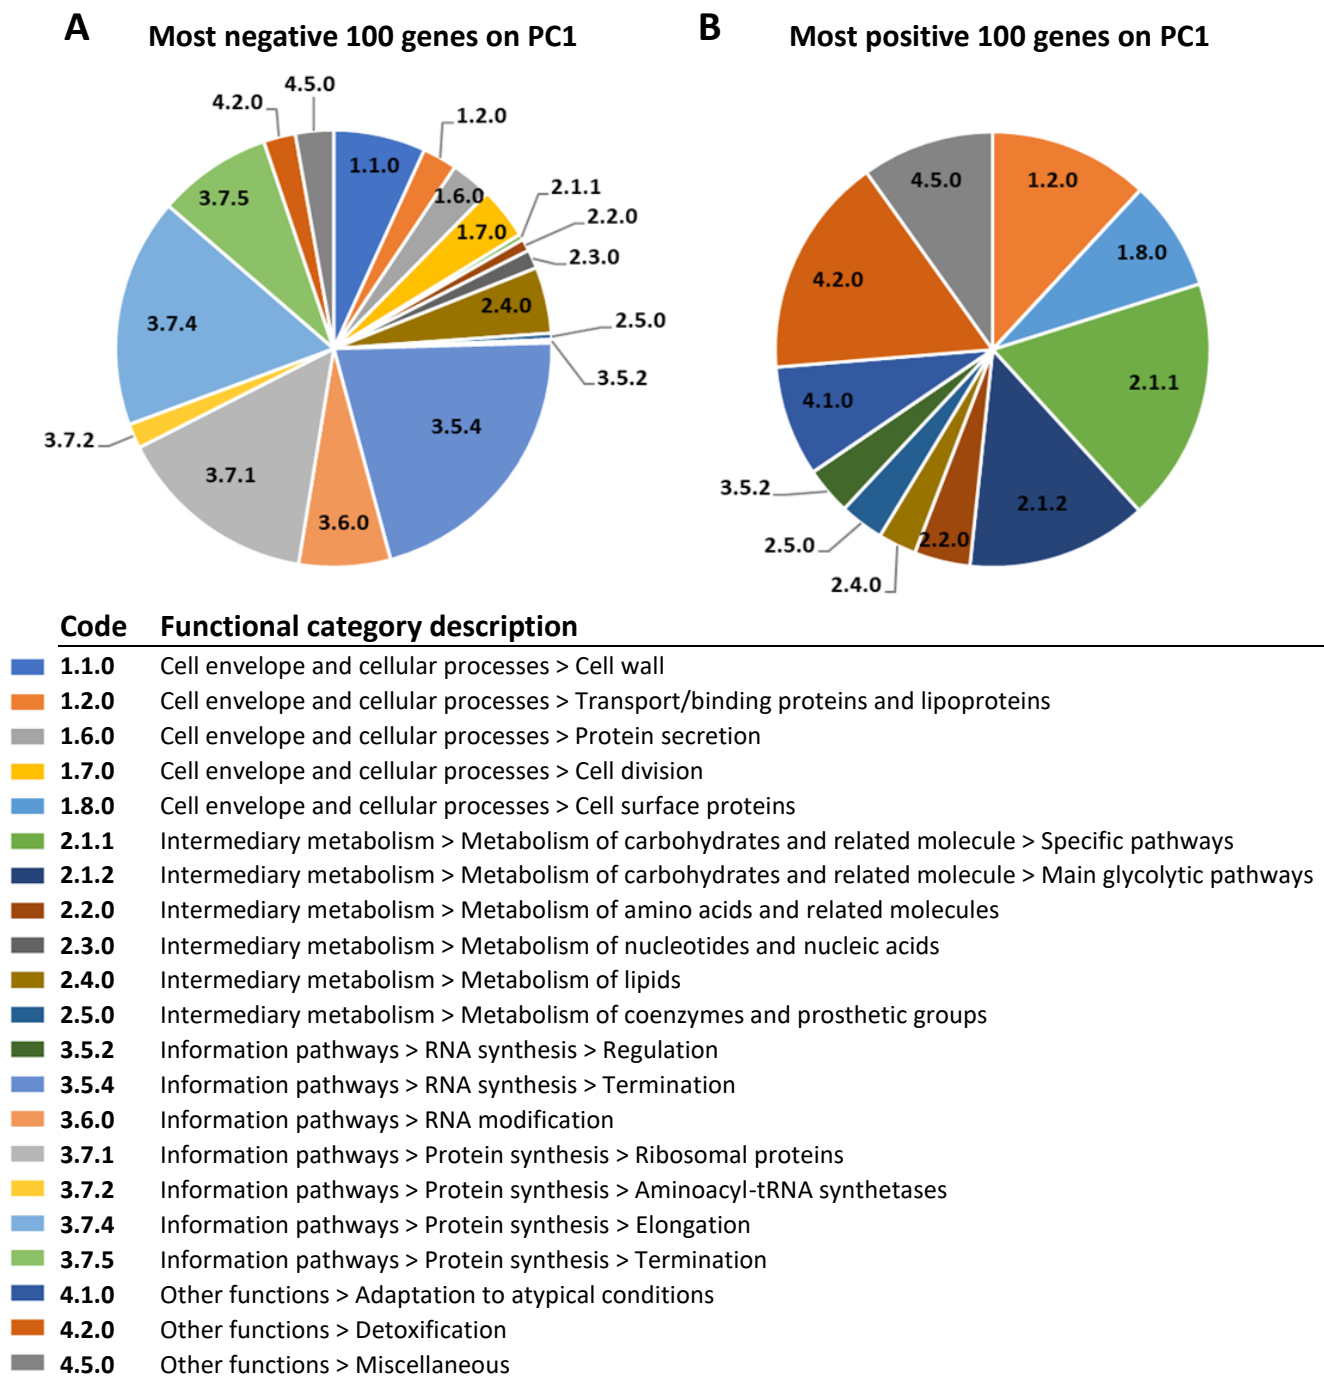 A Most negative 100 genes on PC1
B Most positive 100 genes on PC1
4.5.0
4.2.0
1.2.0
1.1.0
1.6.0
2.1.1
3.7.5
2.2.0
1.7.0
2.3.0
2.4.0
3.7.4
2.5.0
3.5.2
3.5.4
3.7.2
3.7.1
3.6.0
4.5.0
1.2.0
1.8.0
4.2.0
2.1.1
4.1.0
3.5.2
2.1.2
2.5.0
2.2.0
2.4.0
Code Functional category description
1.1.0 Cell envelope and cellular processes > Cell wall
1.2.0 Cell envelope and cellular processes > Transport/binding proteins and lipoproteins
1.6.0 Cell envelope and cellular processes > Protein secretion
1.7.0 Cell envelope and cellular processes > Cell division
1.8.0 Cell envelope and cellular processes > Cell surface proteins
2.1.1 Intermediary metabolism > Metabolism of carbohydrates and related molecule > Specific pathways
2.1.2 Intermediary metabolism > Metabolism of carbohydrates and related molecule > Main glycolytic pathways
2.2.0 Intermediary metabolism > Metabolism of amino acids and related molecules
2.3.0 Intermediary metabolism > Metabolism of nucleotides and nucleic acids
2.4.0 Intermediary metabolism > Metabolism of lipids
2.5.0 Intermediary metabolism > Metabolism of coenzymes and prosthetic groups
3.5.2 Information pathways > RNA synthesis > Regulation
3.5.4 Information pathways > RNA synthesis > Termination
3.6.0 Information pathways > RNA modification
3.7.1 Information pathways > Protein synthesis > Ribosomal proteins
3.7.2 Information pathways > Protein synthesis > Aminoacyl-tRNA synthetases
3.7.4 Information pathways > Protein synthesis > Elongation
3.7.5 Information pathways > Protein synthesis > Termination
4.1.0 Other functions > Adaptation to atypical conditions
4.2.0 Other functions > Detoxification
4.5.0 Other functions > Miscellaneous